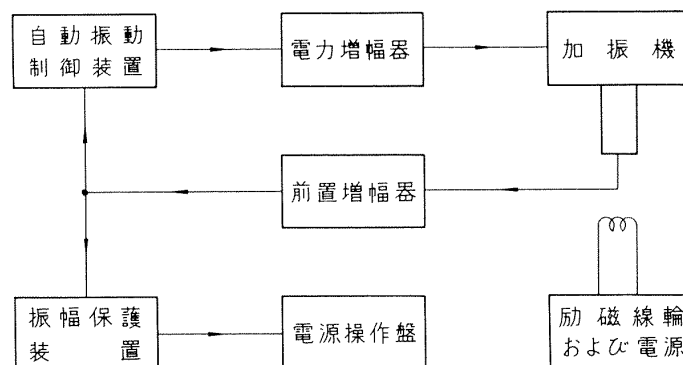 自動振動
制御装置
電力増幅器
加振機
前置増幅器
振幅保護
装置
電源操作盤
励磁線輪
および電源